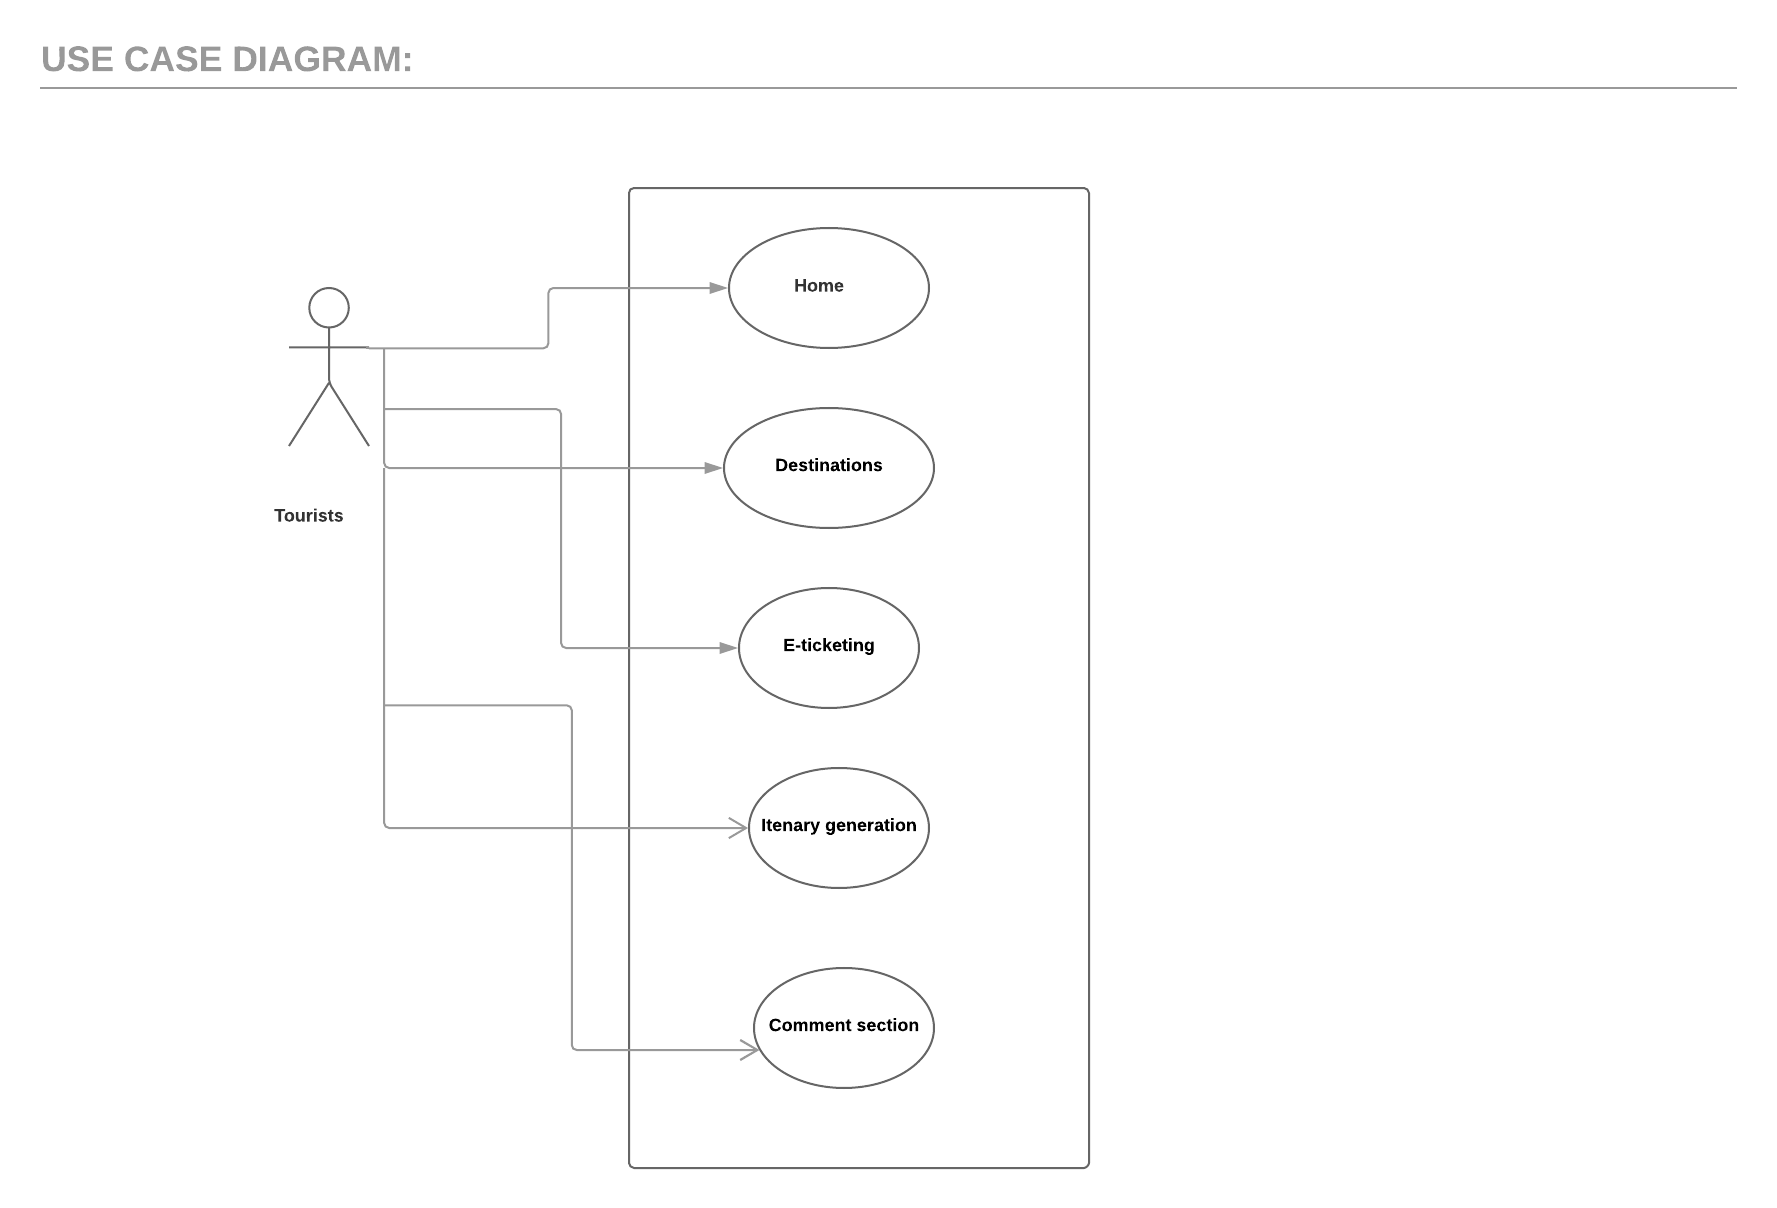 USE CASE DIAGRAM:
Home
Destinations
Tourists
E-ticketing
Itenary generation
Comment section